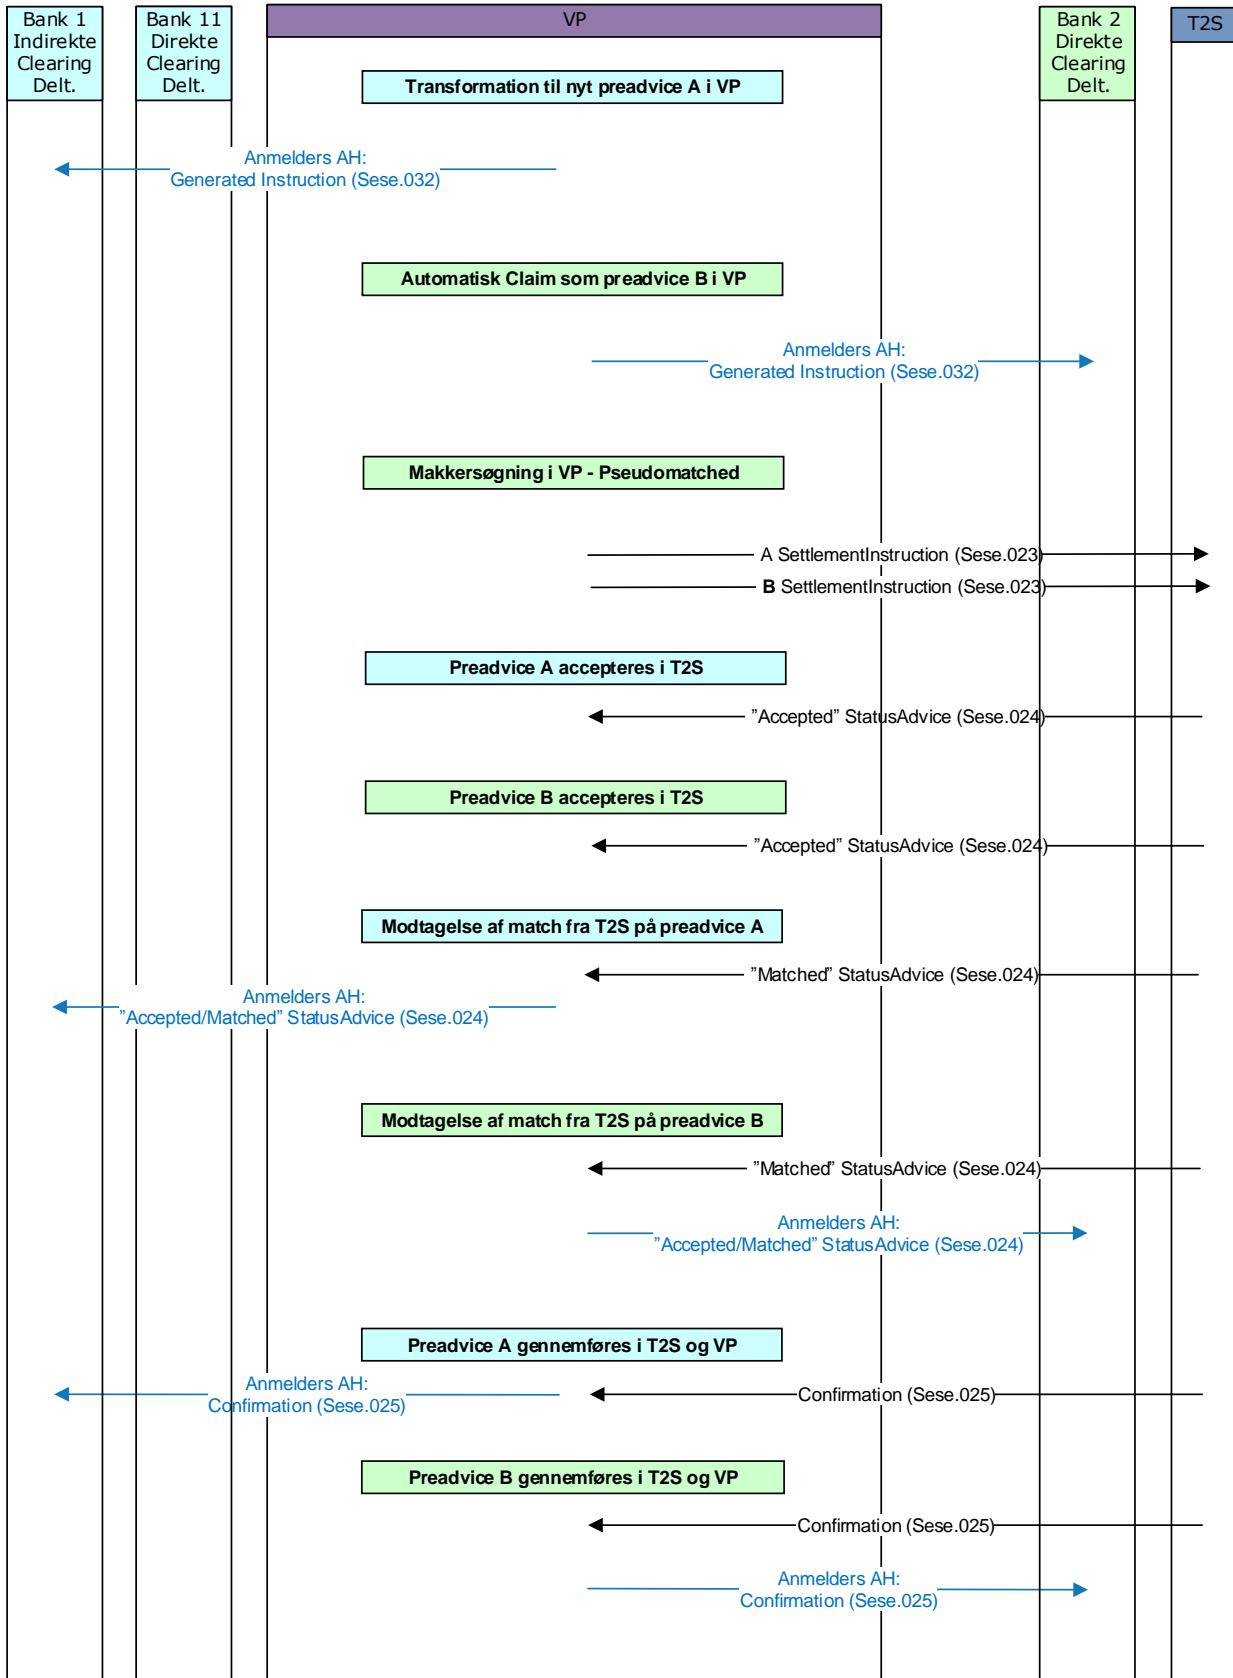 Bank 1
Indirekte
Clearing
Delt.
Bank 11
Direkte
Clearing
Delt.
VP
Bank 2
Direkte
Clearing
Delt.
T2S
Transformation til nyt preadvice A i VP
Anmelders AH:
Generated Instruction (Sese.032)
Automatisk Claim som preadvice B i VP
Anmelders AH:
Generated Instruction (Sese.032)
Makkersøgning i VP - Pseudomatched
A SettlementInstruction (Sese.023)
B SettlementInstruction (Sese.023)
Preadvice A accepteres i T2S
”Accepted” StatusAdvice (Sese.024)
Preadvice B accepteres i T2S
”Accepted” StatusAdvice (Sese.024)
Modtagelse af match fra T2S på preadvice A
”Matched” StatusAdvice (Sese.024)
Anmelders AH:
”Accepted/Matched” StatusAdvice (Sese.024)
Modtagelse af match fra T2S på preadvice B
”Matched” StatusAdvice (Sese.024)
Anmelders AH:
”Accepted/Matched” StatusAdvice (Sese.024)
Preadvice A gennemføres i T2S og VP
Anmelders AH:
Confirmation (Sese.025)
Confirmation (Sese.025)
Preadvice B gennemføres i T2S og VP
Confirmation (Sese.025)
Anmelders AH:
Confirmation (Sese.025)